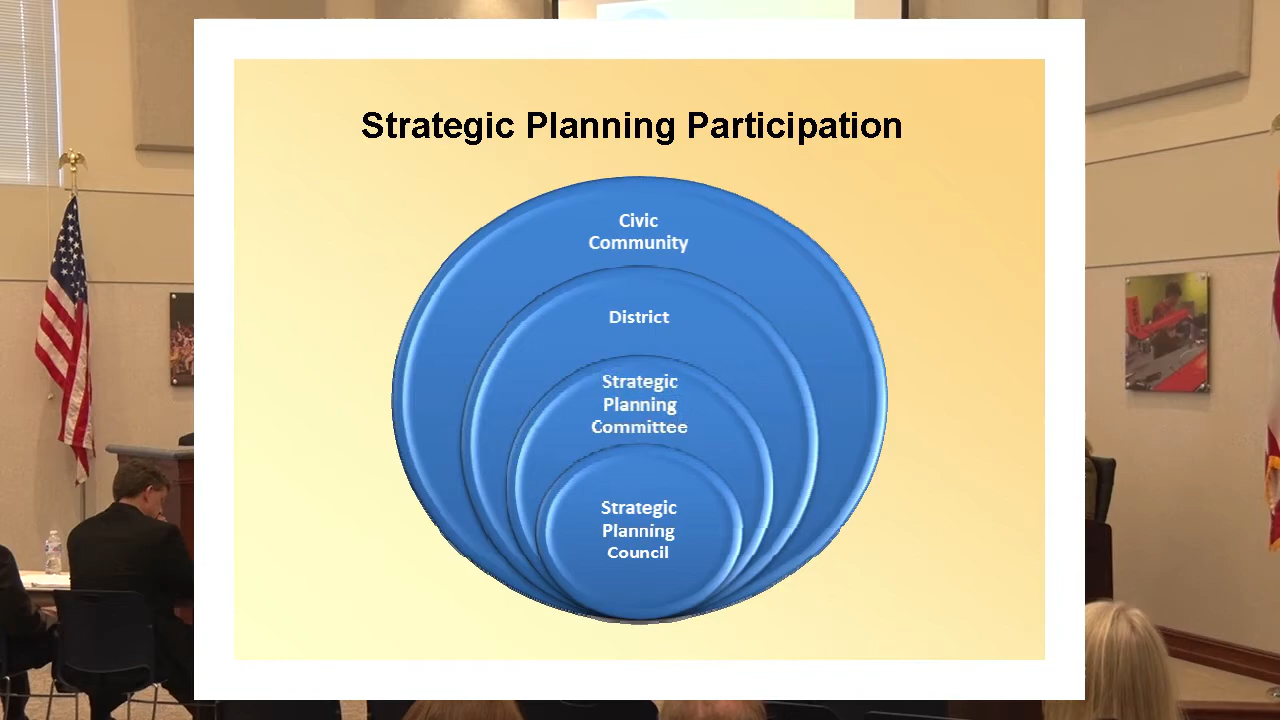 Strategic Planning Participation
Civic
Community
District
Strategic
Planning
Committee
Strategic
Planning
Council